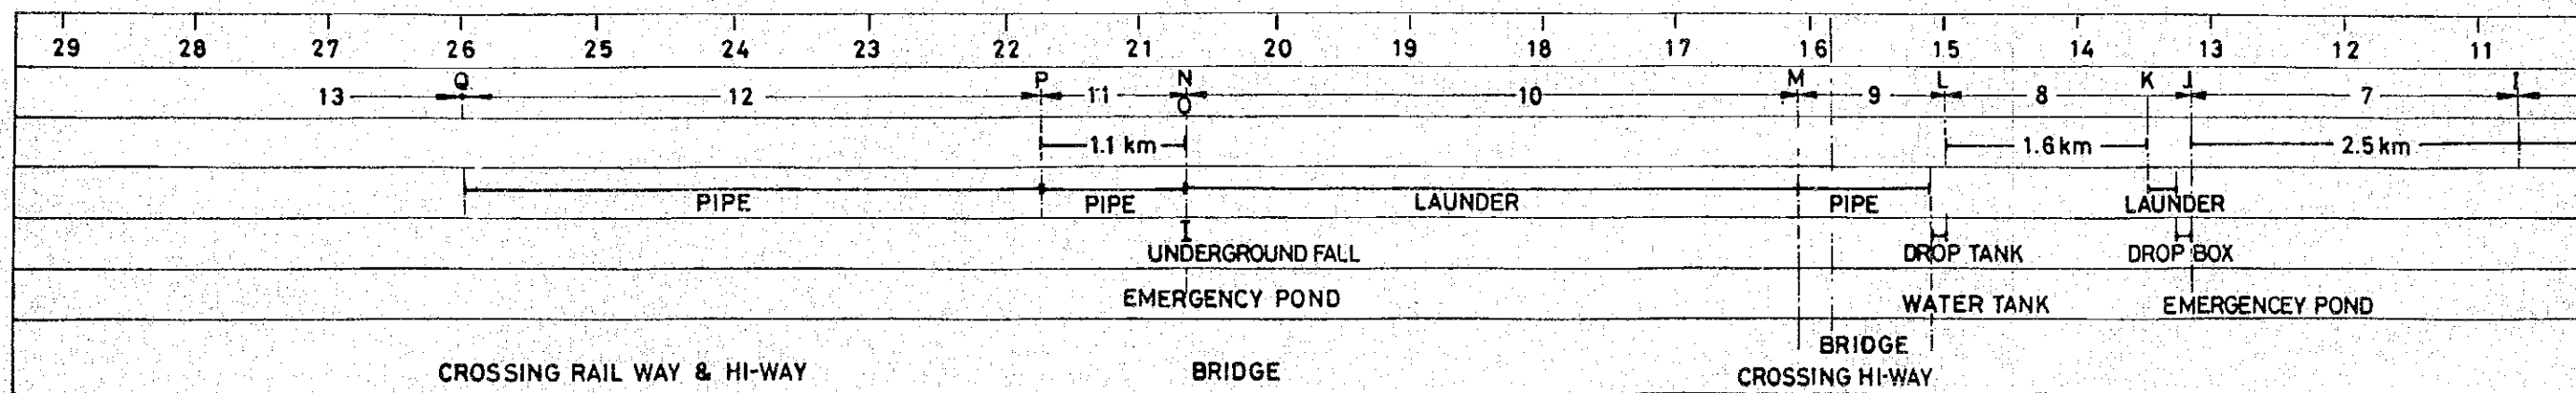 29 28 27 26 25 24 23 22 21 20 19 18 17 16 15 14 13 12 11
Q P N M L K J I
13 12 11 O 10 9 8 7
1.1 km 1.6 km 2.5 km
PIPE PIPE LAUNDER PIPE LAUNDER
UNDERGROUND FALL DROP TANK DROP BOX
EMERGENCY POND WATER TANK EMERGENCEY POND
BRIDGE
CROSSING RAIL WAY & HI-WAY BRIDGE CROSSING HI-WAY